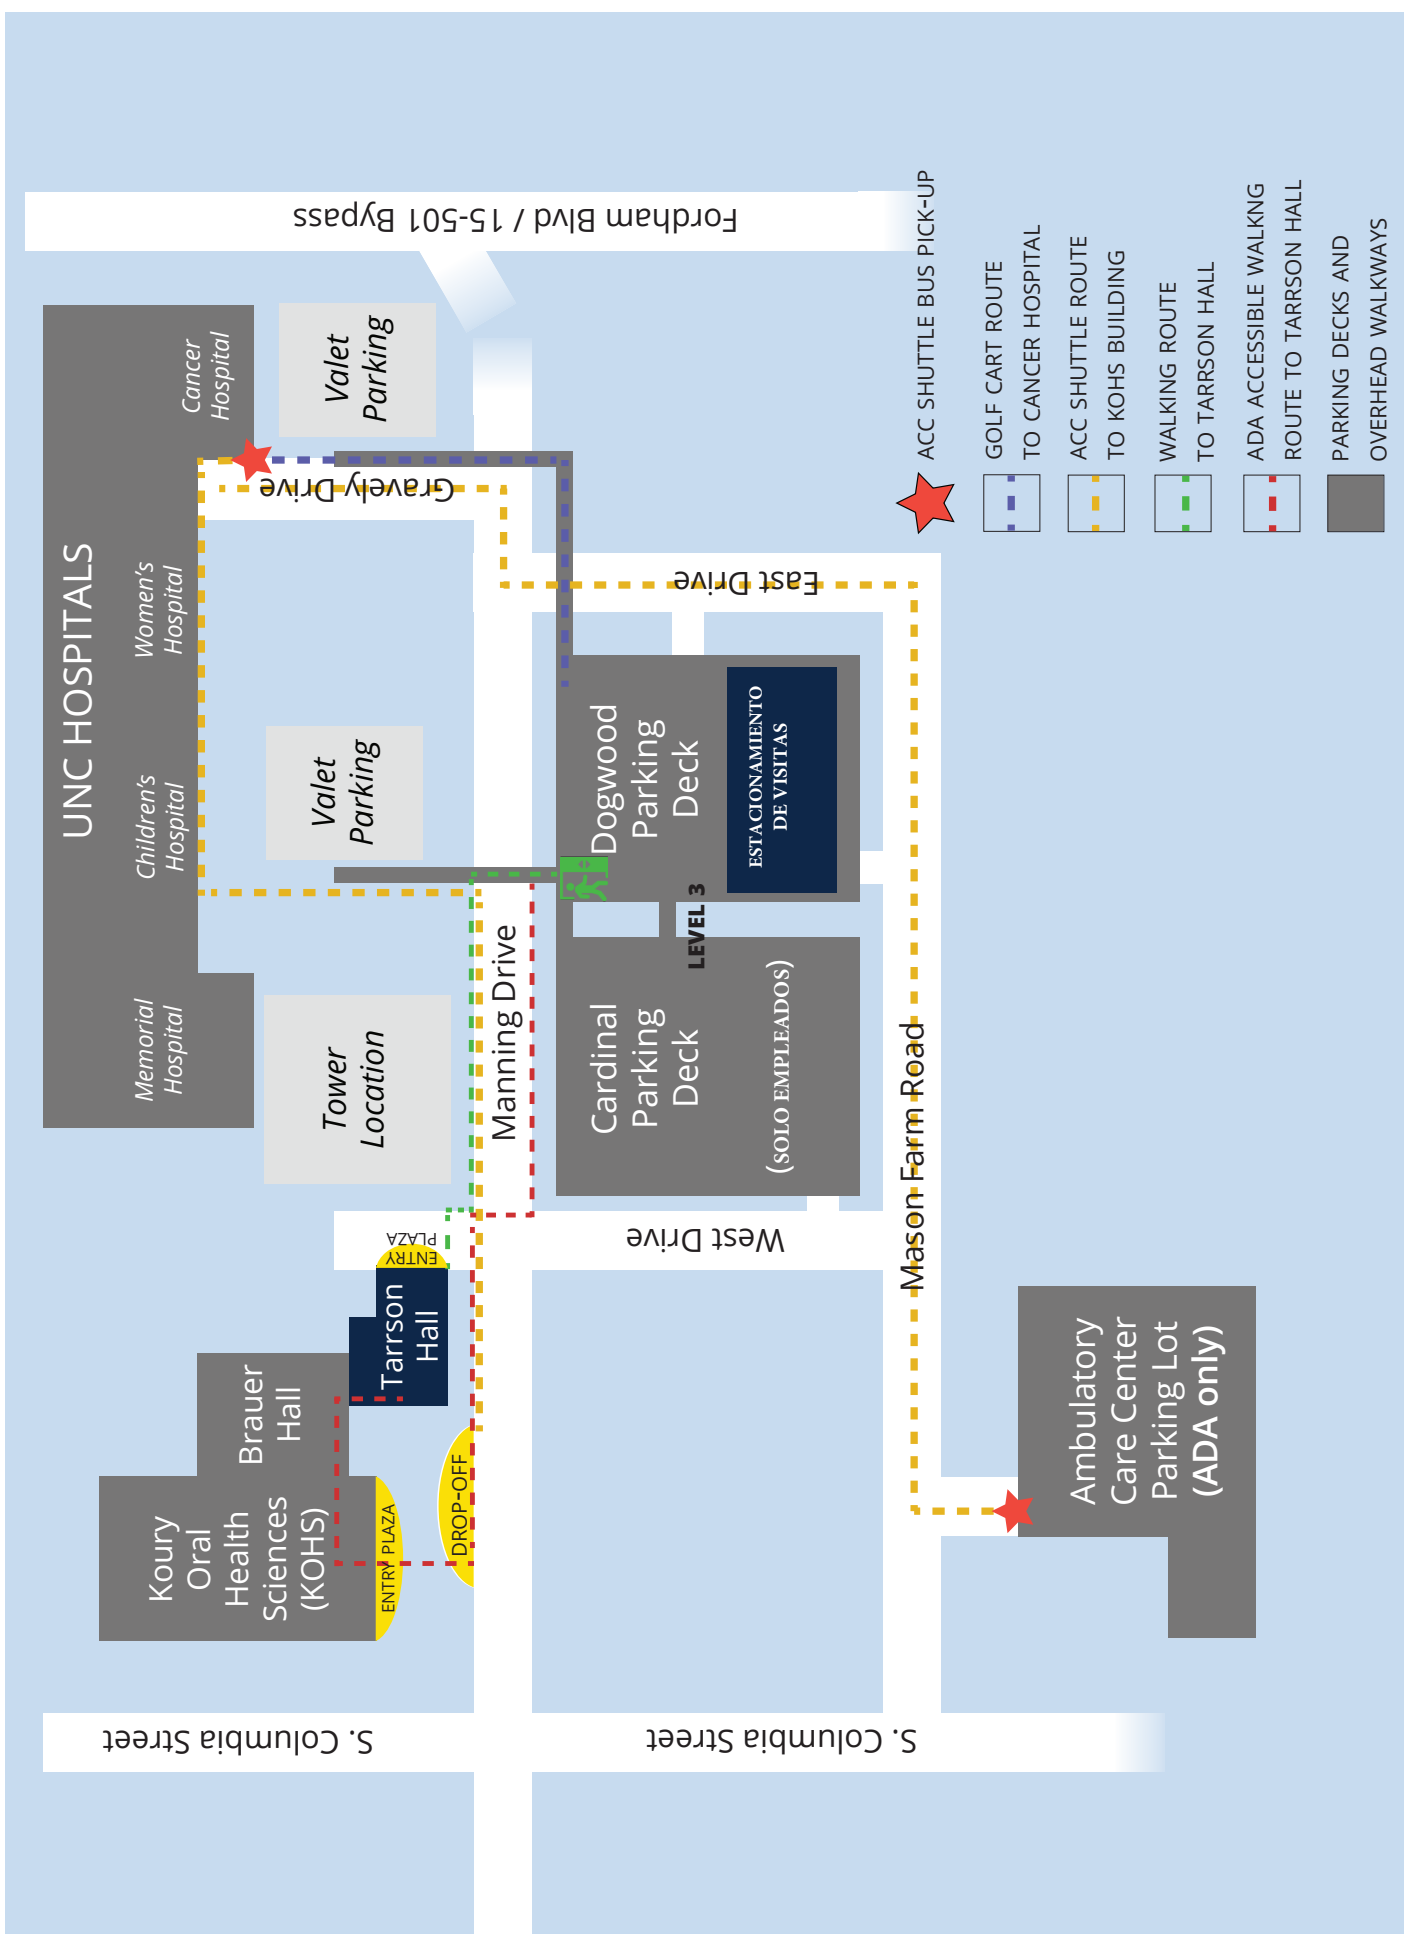 UNC HOSPITALS
Memorial
Hospital
Children's
Hospital
Women's
Hospital
Cancer
Hospital
Koury
Oral
Health
Sciences
(KOHS)
Brauer
Hall
Tarrson
Hall
ENTRY
PLAZA
ENTRY PLAZA
DROP-OFF
Tower
Location
Valet
Parking
Valet
Parking
Gravely Drive
Manning Drive
S. Columbia Street
S. Columbia Street
West Drive
East Drive
Fordham Blvd / 15-501 Bypass
Cardinal
Parking
Deck
(SOLO EMPLEADOS)
LEVEL 3
Dogwood
Parking
Deck
ESTACIONAMIENTO
DE VISITAS
Mason Farm Road
Ambulatory
Care Center
Parking Lot
(ADA only)
ACC SHUTTLE BUS PICK-UP
GOLF CART ROUTE
TO CANCER HOSPITAL
ACC SHUTTLE ROUTE
TO KOHS BUILDING
WALKING ROUTE
TO TARRSON HALL
ADA ACCESSIBLE WALKNG
ROUTE TO TARRSON HALL
PARKING DECKS AND
OVERHEAD WALKWAYS